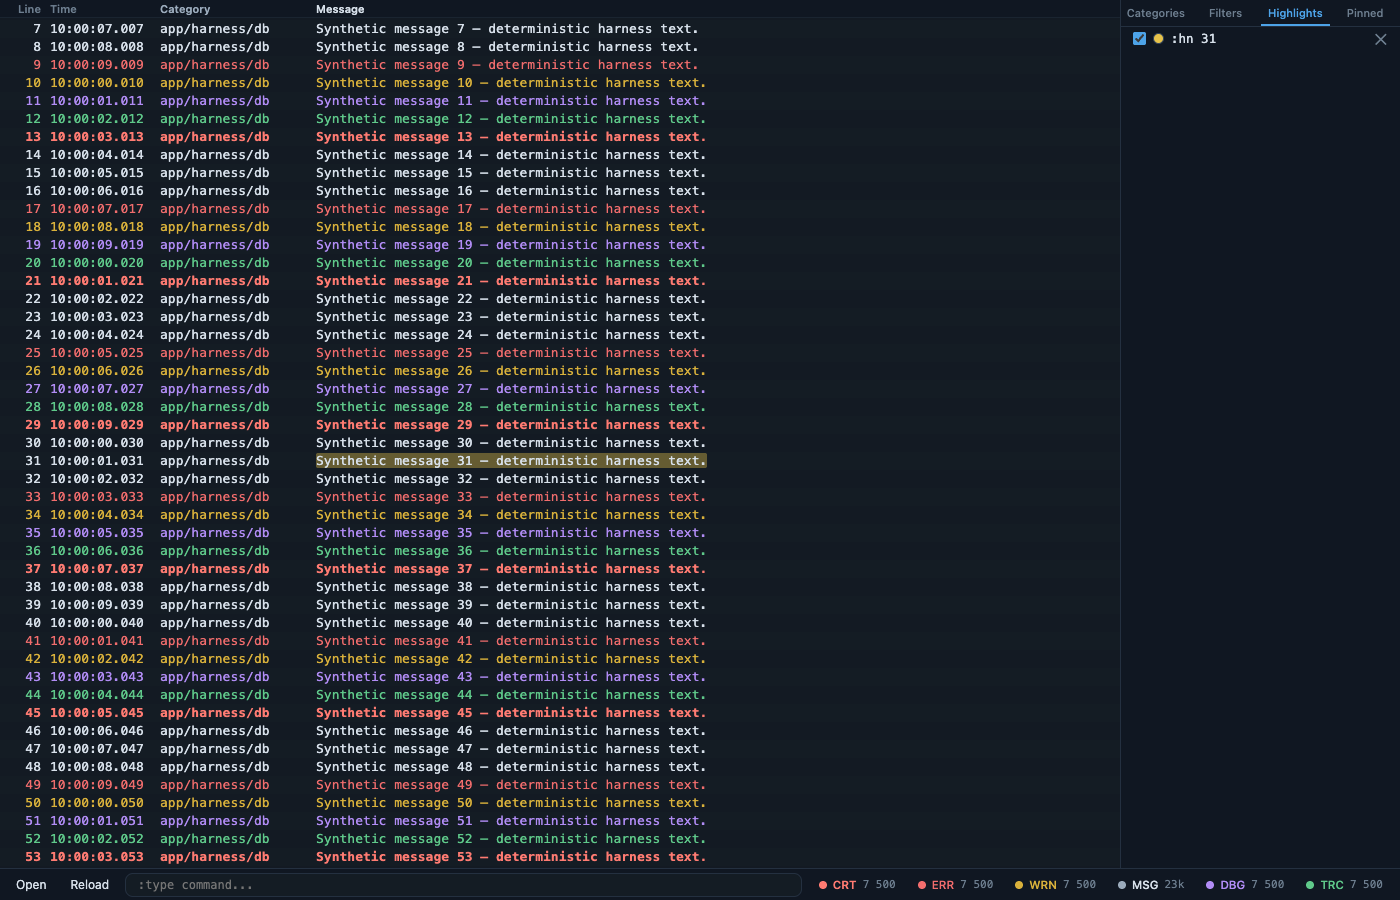 Line Time Category Message
7 10:00:07.007 app/harness/db Synthetic message 7 — deterministic harness text.
8 10:00:08.008 app/harness/db Synthetic message 8 — deterministic harness text.
9 10:00:09.009 app/harness/db Synthetic message 9 — deterministic harness text.
10 10:00:00.010 app/harness/db Synthetic message 10 — deterministic harness text.
11 10:00:01.011 app/harness/db Synthetic message 11 — deterministic harness text.
12 10:00:02.012 app/harness/db Synthetic message 12 — deterministic harness text.
13 10:00:03.013 app/harness/db Synthetic message 13 — deterministic harness text.
14 10:00:04.014 app/harness/db Synthetic message 14 — deterministic harness text.
15 10:00:05.015 app/harness/db Synthetic message 15 — deterministic harness text.
16 10:00:06.016 app/harness/db Synthetic message 16 — deterministic harness text.
17 10:00:07.017 app/harness/db Synthetic message 17 — deterministic harness text.
18 10:00:08.018 app/harness/db Synthetic message 18 — deterministic harness text.
19 10:00:09.019 app/harness/db Synthetic message 19 — deterministic harness text.
20 10:00:00.020 app/harness/db Synthetic message 20 — deterministic harness text.
21 10:00:01.021 app/harness/db Synthetic message 21 — deterministic harness text.
22 10:00:02.022 app/harness/db Synthetic message 22 — deterministic harness text.
23 10:00:03.023 app/harness/db Synthetic message 23 — deterministic harness text.
24 10:00:04.024 app/harness/db Synthetic message 24 — deterministic harness text.
25 10:00:05.025 app/harness/db Synthetic message 25 — deterministic harness text.
26 10:00:06.026 app/harness/db Synthetic message 26 — deterministic harness text.
27 10:00:07.027 app/harness/db Synthetic message 27 — deterministic harness text.
28 10:00:08.028 app/harness/db Synthetic message 28 — deterministic harness text.
29 10:00:09.029 app/harness/db Synthetic message 29 — deterministic harness text.
30 10:00:00.030 app/harness/db Synthetic message 30 — deterministic harness text.
31 10:00:01.031 app/harness/db Synthetic message 31 — deterministic harness text.
32 10:00:02.032 app/harness/db Synthetic message 32 — deterministic harness text.
33 10:00:03.033 app/harness/db Synthetic message 33 — deterministic harness text.
34 10:00:04.034 app/harness/db Synthetic message 34 — deterministic harness text.
35 10:00:05.035 app/harness/db Synthetic message 35 — deterministic harness text.
36 10:00:06.036 app/harness/db Synthetic message 36 — deterministic harness text.
37 10:00:07.037 app/harness/db Synthetic message 37 — deterministic harness text.
38 10:00:08.038 app/harness/db Synthetic message 38 — deterministic harness text.
39 10:00:09.039 app/harness/db Synthetic message 39 — deterministic harness text.
40 10:00:00.040 app/harness/db Synthetic message 40 — deterministic harness text.
41 10:00:01.041 app/harness/db Synthetic message 41 — deterministic harness text.
42 10:00:02.042 app/harness/db Synthetic message 42 — deterministic harness text.
43 10:00:03.043 app/harness/db Synthetic message 43 — deterministic harness text.
44 10:00:04.044 app/harness/db Synthetic message 44 — deterministic harness text.
45 10:00:05.045 app/harness/db Synthetic message 45 — deterministic harness text.
46 10:00:06.046 app/harness/db Synthetic message 46 — deterministic harness text.
47 10:00:07.047 app/harness/db Synthetic message 47 — deterministic harness text.
48 10:00:08.048 app/harness/db Synthetic message 48 — deterministic harness text.
49 10:00:09.049 app/harness/db Synthetic message 49 — deterministic harness text.
50 10:00:00.050 app/harness/db Synthetic message 50 — deterministic harness text.
51 10:00:01.051 app/harness/db Synthetic message 51 — deterministic harness text.
52 10:00:02.052 app/harness/db Synthetic message 52 — deterministic harness text.
53 10:00:03.053 app/harness/db Synthetic message 53 — deterministic harness text.
Categories Filters Highlights Pinned
:hn 31
Open Reload :type command... CRT 7 500 ERR 7 500 WRN 7 500 MSG 23k DBG 7 500 TRC 7 500